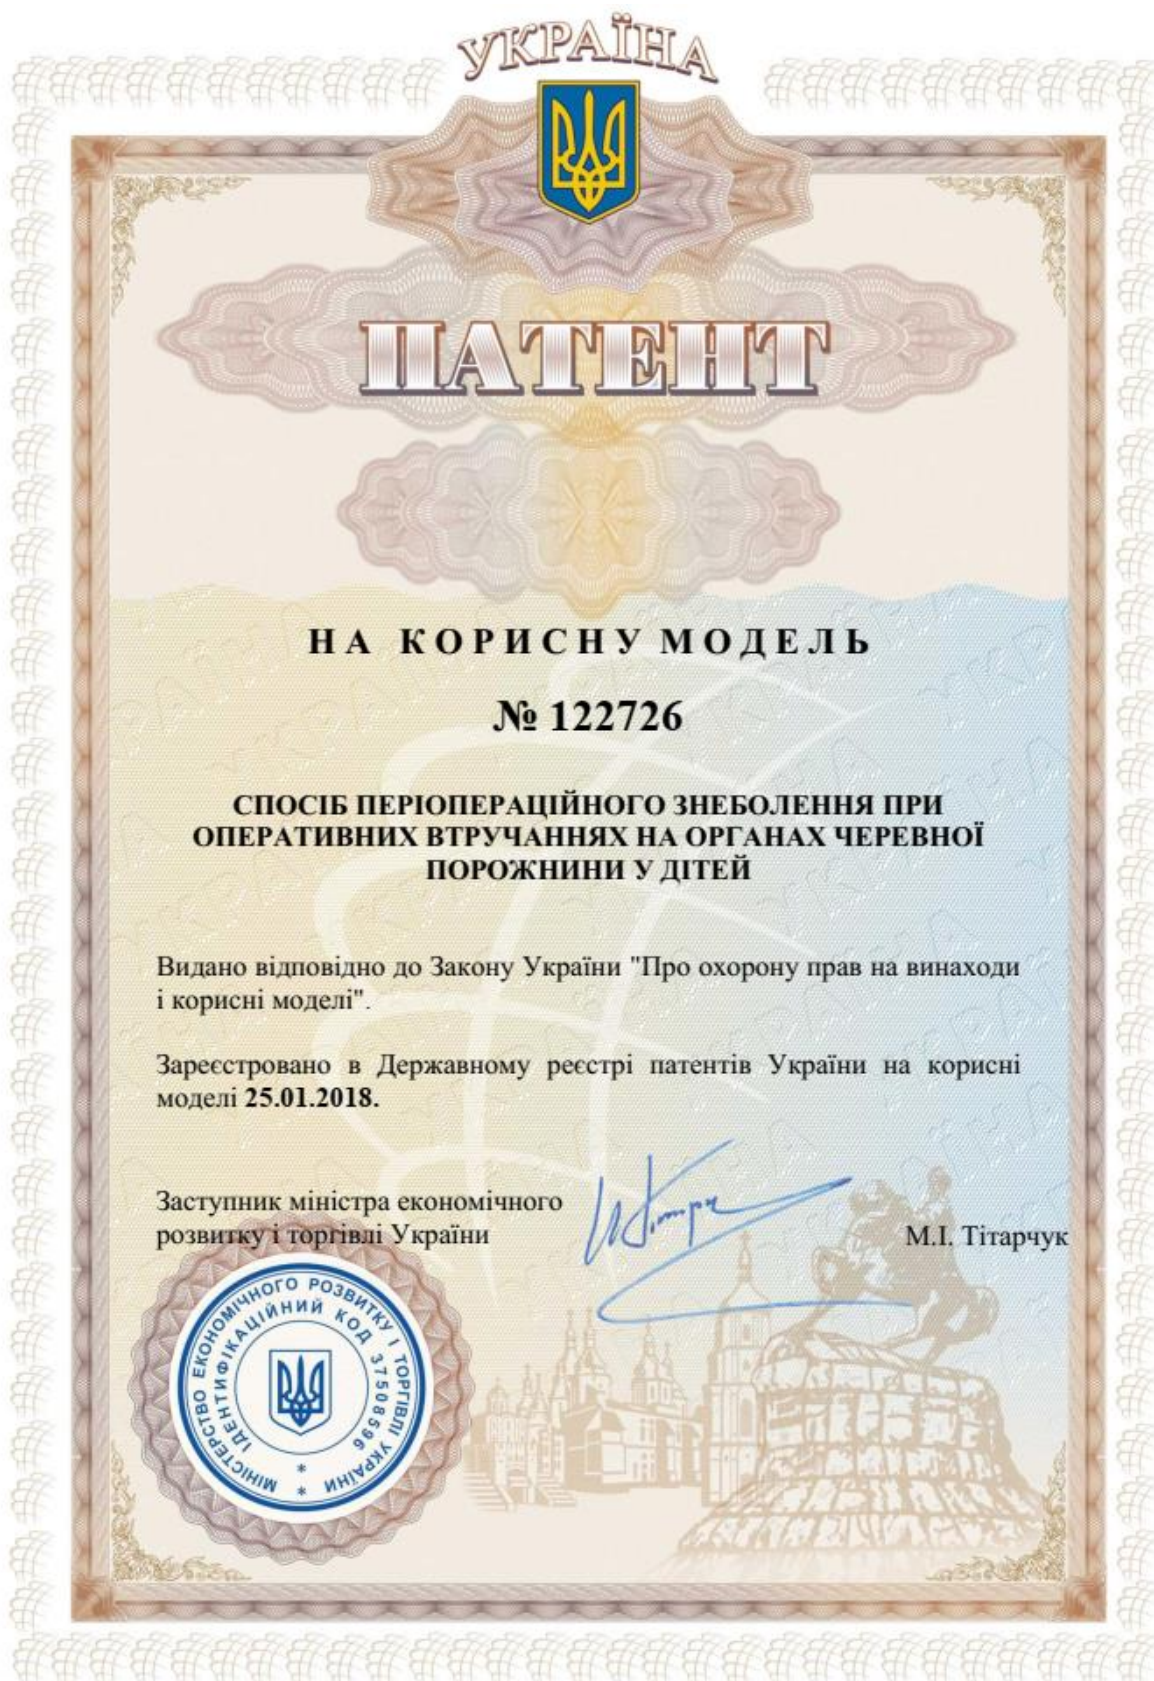 УКРАЇНА
ПАТЕНТ
НА КОРИСНУ МОДЕЛЬ
№ 122726
СПОСІБ ПЕРІОПЕРАЦІЙНОГО ЗНЕБОЛЕННЯ ПРИ
ОПЕРАТИВНИХ ВТРУЧАННЯХ НА ОРГАНАХ ЧЕРЕВНОЇ
ПОРОЖНИНИ У ДІТЕЙ
Видано відповідно до Закону України "Про охорону прав на винаходи
і корисні моделі".
Зареєстровано в Державному реєстрі патентів України на корисні
моделі 25.01.2018.
Заступник міністра економічного
розвитку і торгівлі України
М.І. Тітарчук
МІНІСТЕРСТВО ЕКОНОМІЧНОГО РОЗВИТКУ І ТОРГІВЛІ УКРАЇНИ
ІДЕНТИФІКАЦІЙНИЙ КОД 37508596